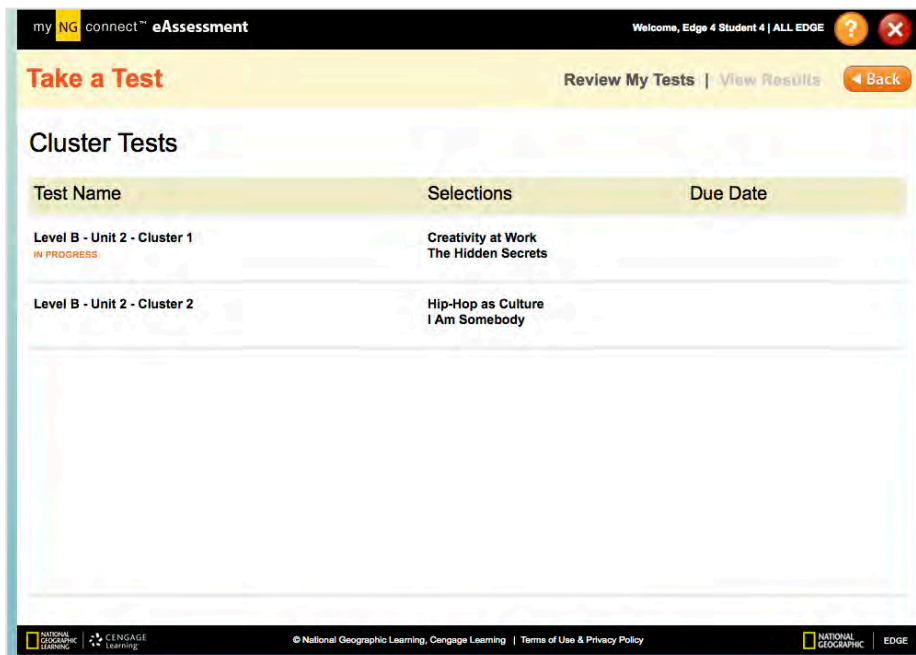 my NG connect™ eAssessment
Welcome, Edge 4 Student 4 | ALL EDGE
?
Take a Test
Review My Tests | View Results
Back
Cluster Tests
Test Name Selections Due Date
Level B - Unit 2 - Cluster 1
IN PROGRESS
Creativity at Work
The Hidden Secrets
Level B - Unit 2 - Cluster 2
Hip-Hop as Culture
I Am Somebody
NATIONAL
GEOGRAPHIC
LEARNING
CENGAGE
Learning
© National Geographic Learning, Cengage Learning | Terms of Use & Privacy Policy
NATIONAL
GEOGRAPHIC
EDGE